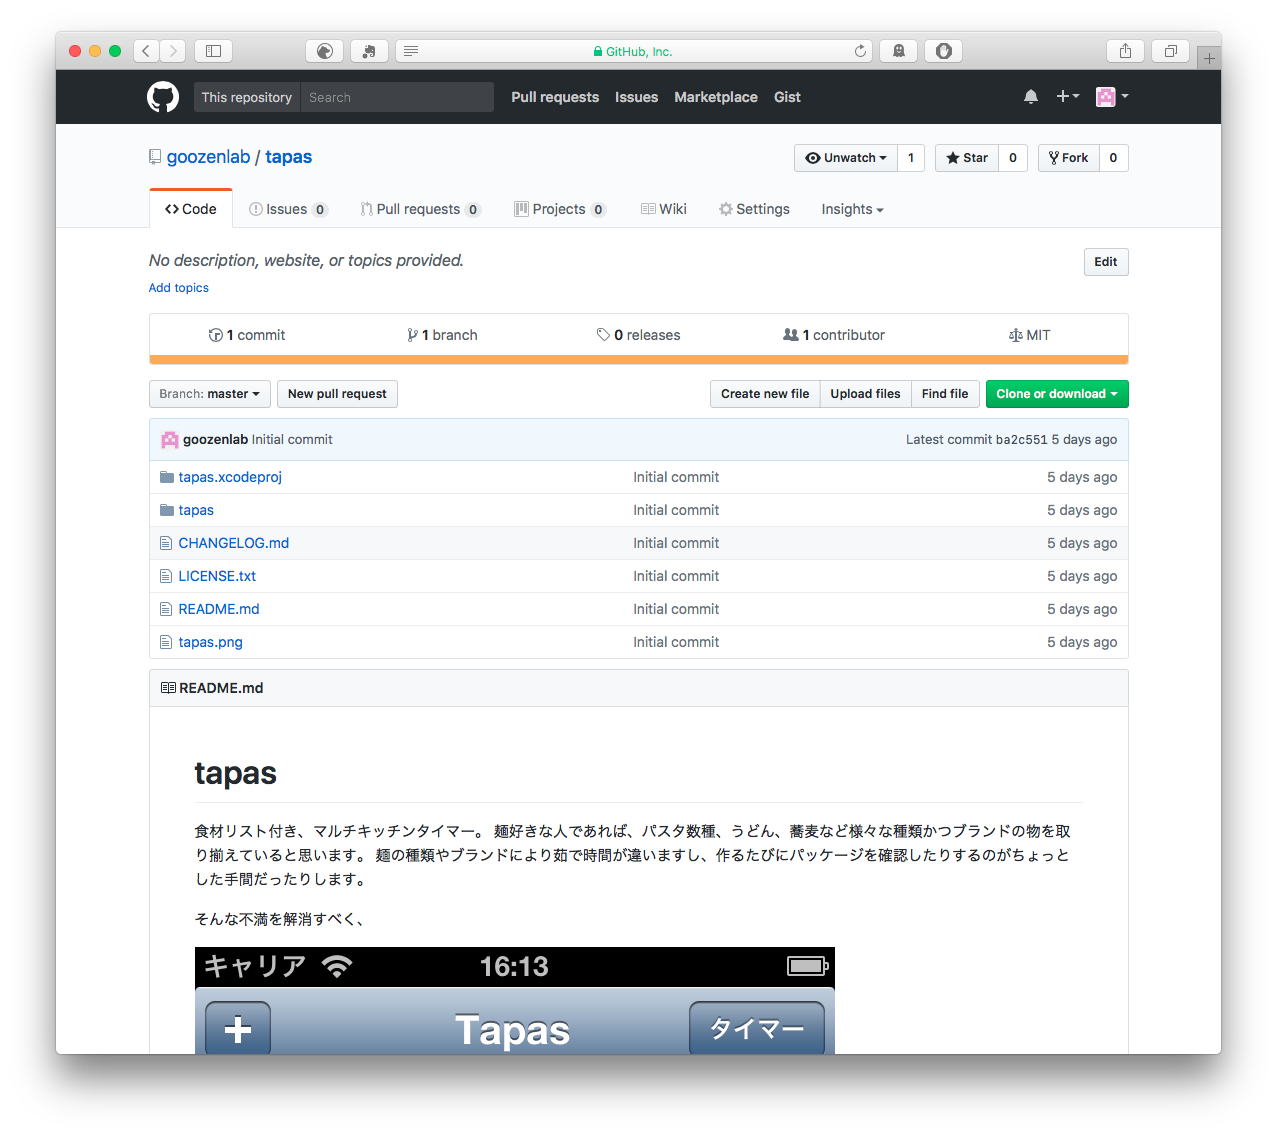 GitHub, Inc.
This repository Search Pull requests Issues Marketplace Gist
goozenlab / tapas Unwatch 1 Star 0 Fork 0
Code Issues 0 Pull requests 0 Projects 0 Wiki Settings Insights
No description, website, or topics provided. Edit
Add topics
1 commit 1 branch 0 releases 1 contributor MIT
Branch: master New pull request Create new file Upload files Find file Clone or download
goozenlab Initial commit Latest commit ba2c551 5 days ago
tapas.xcodeproj Initial commit 5 days ago
tapas Initial commit 5 days ago
CHANGELOG.md Initial commit 5 days ago
LICENSE.txt Initial commit 5 days ago
README.md Initial commit 5 days ago
tapas.png Initial commit 5 days ago
README.md
tapas
食材リスト付き、マルチキッチンタイマー。 麺好きな人であれば、パスタ数種、うどん、蕎麦など様々な種類かつブランドの物を取
り揃えていると思います。 麺の種類やブランドにより茹で時間が違いますし、作るたびにパッケージを確認したりするのがちょっと
した手間だったりします。
そんな不満を解消すべく、
キャリア 16:13
+ Tapas タイマー